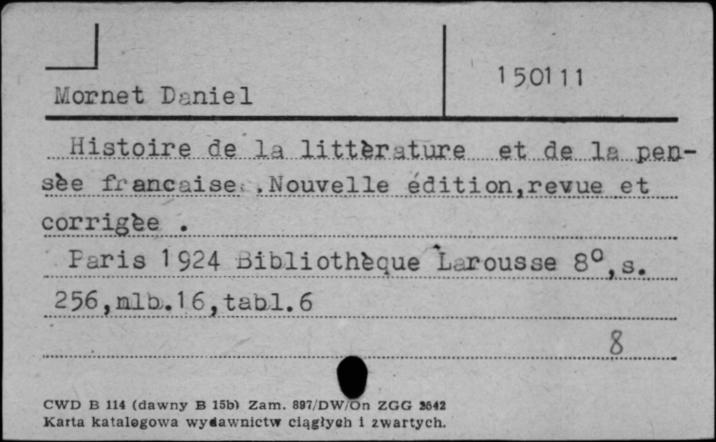 150111
Mornet Daniel
Histoire de la littèrature et de la pen-
sèe francaise .Nouvelle édition,revue et
corrigèe .
Paris 1924 Bibliothèque Larousse 8°,s.
256,nlb.16,tabl.6
8
CWD B 114 (dawny B 15b) Zam. 897/DW/On ZGG 2642
Karta katalogowa wydawnictw ciągłych i zwartych.